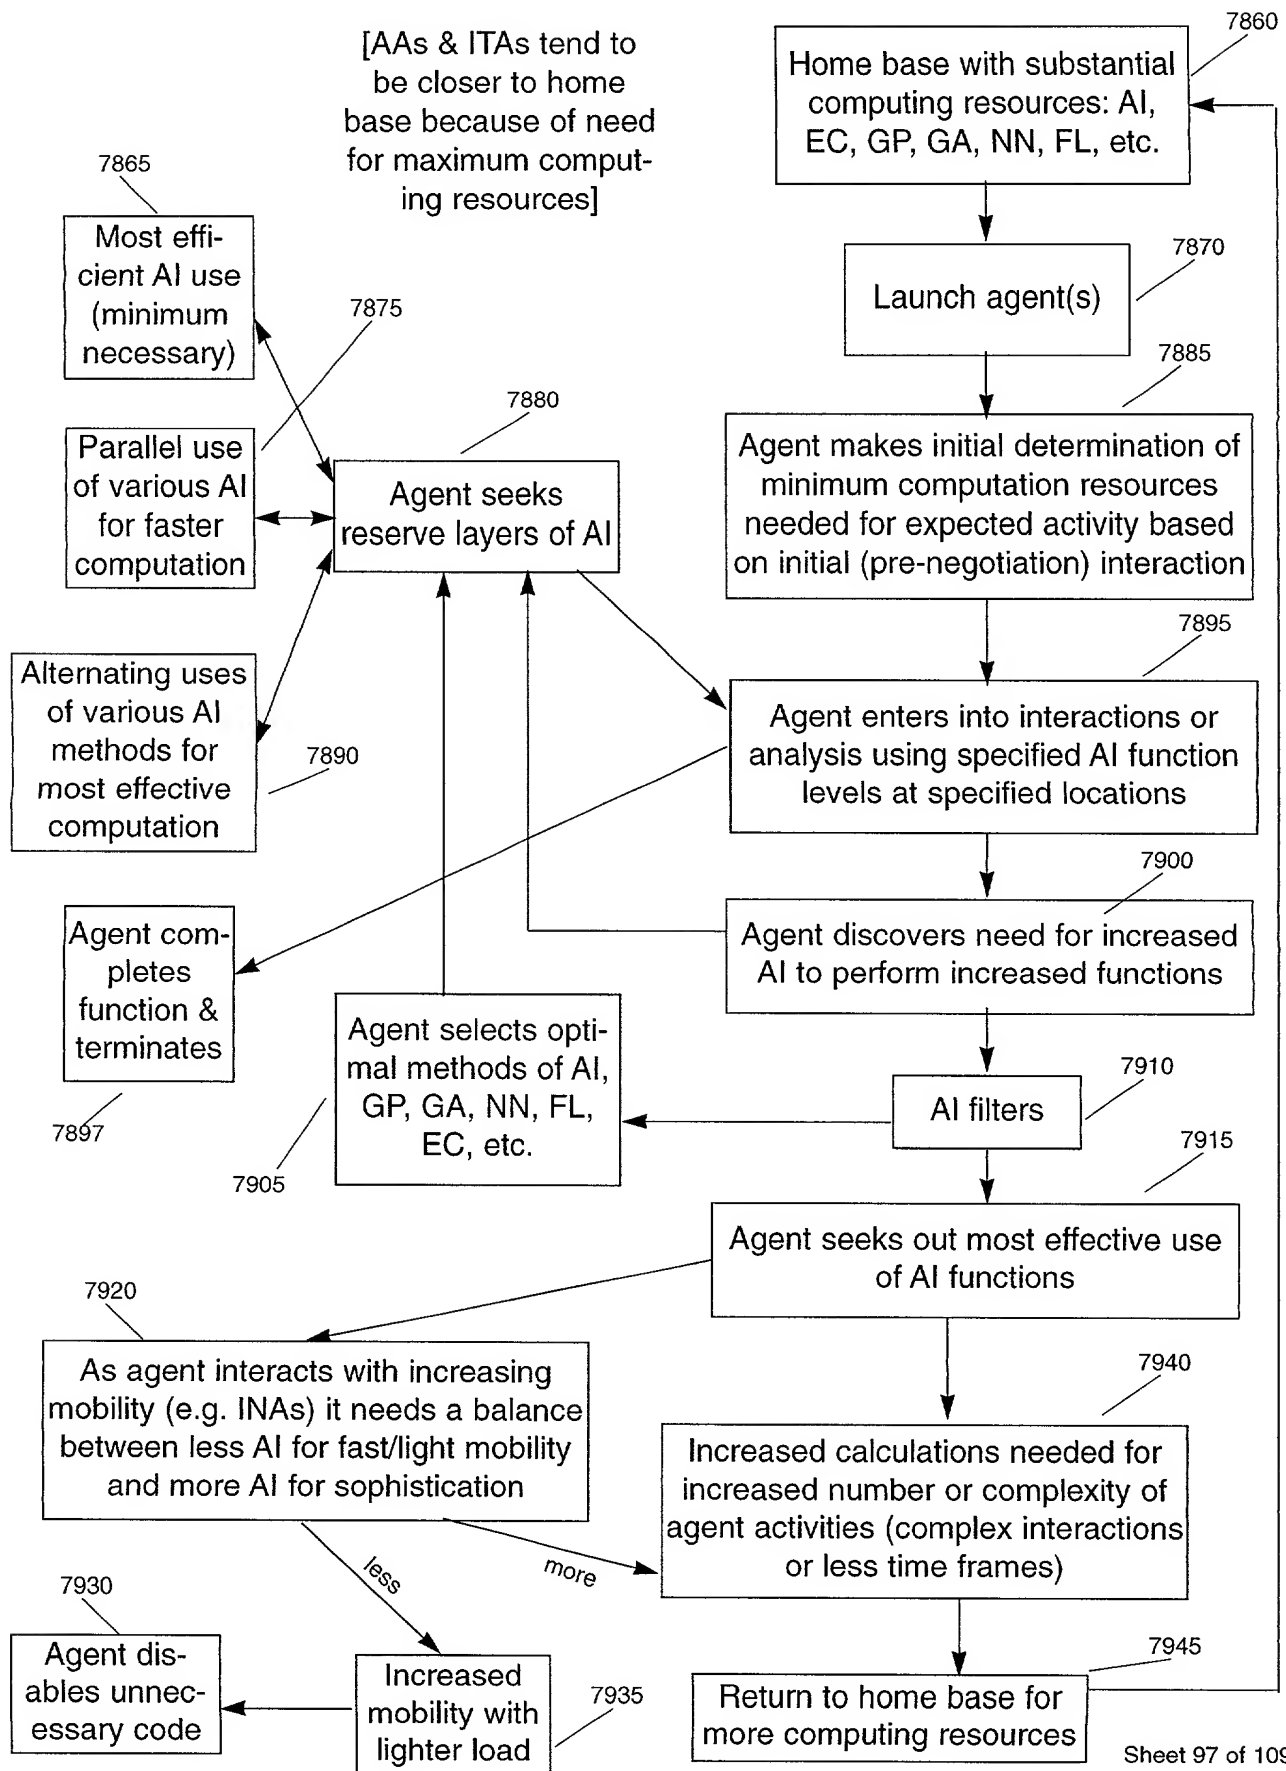 [AAs & ITAs tend to
be closer to home
base because of need
for maximum comput-
ing resources]
7860
Home base with substantial
computing resources: AI,
EC, GP, GA, NN, FL, etc.
7865
Most effi-
cient AI use
(minimum
necessary)
7870
Launch agent(s)
7875
Parallel use
of various AI
for faster
computation
7880
Agent seeks
reserve layers of AI
7885
Agent makes initial determination of
minimum computation resources
needed for expected activity based
on initial (pre-negotiation) interaction
Alternating uses
of various AI
methods for
most effective
computation
7890
7895
Agent enters into interactions or
analysis using specified AI function
levels at specified locations
Agent com-
pletes
function &
terminates
7897
7900
Agent discovers need for increased
AI to perform increased functions
Agent selects opti-
mal methods of AI,
GP, GA, NN, FL,
EC, etc.
7905
7910
AI filters
7915
Agent seeks out most effective use
of AI functions
7920
As agent interacts with increasing
mobility (e.g. INAs) it needs a balance
between less AI for fast/light mobility
and more AI for sophistication
less
more
7940
Increased calculations needed for
increased number or complexity of
agent activities (complex interactions
or less time frames)
7930
Agent dis-
ables unnec-
essary code
Increased
mobility with
lighter load
7935
7945
Return to home base for
more computing resources
Sheet 97 of 109